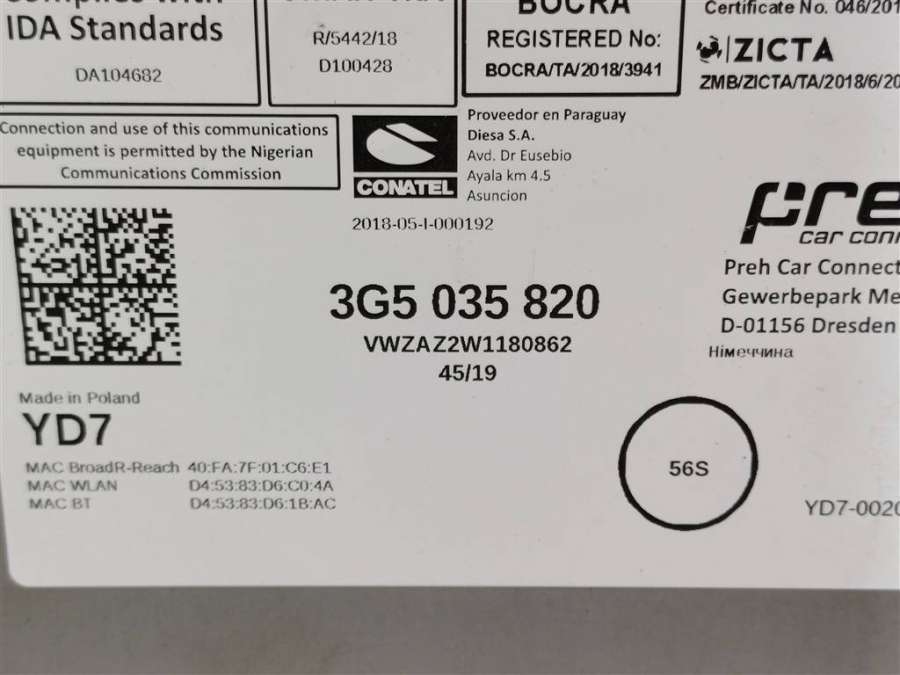 IDA Standards
DA104682
R/5442/18
D100428
BOCRA
REGISTERED No:
BOCRA/TA/2018/3941
Certificate No. 046/201
ZICTA
ZMB/ZICTA/TA/2018/6/20
Connection and use of this communications
equipment is permitted by the Nigerian
Communications Commission
CONATEL
2018-05-I-000192
Proveedor en Paraguay
Diesa S.A.
Avd. Dr Eusebio
Ayala km 4.5
Asuncion
3G5 035 820
VWZAZ2W1180862
45/19
pre
car conn
Preh Car Connect
Gewerbepark Me
D-01156 Dresden
Німеччина
Made in Poland
YD7
MAC BroadR-Reach 40:FA:7F:01:C6:E1
MAC WLAN D4:53:83:D6:C0:4A
MAC BT D4:53:83:D6:1B:AC
56S
YD7-0020